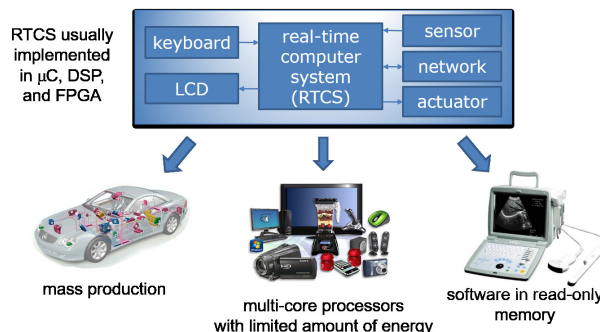 RTCS usually
implemented
in μC, DSP,
and FPGA
keyboard
LCD
real-time
computer
system
(RTCS)
sensor
network
actuator
mass production
multi-core processors
with limited amount of energy
software in read-only
memory